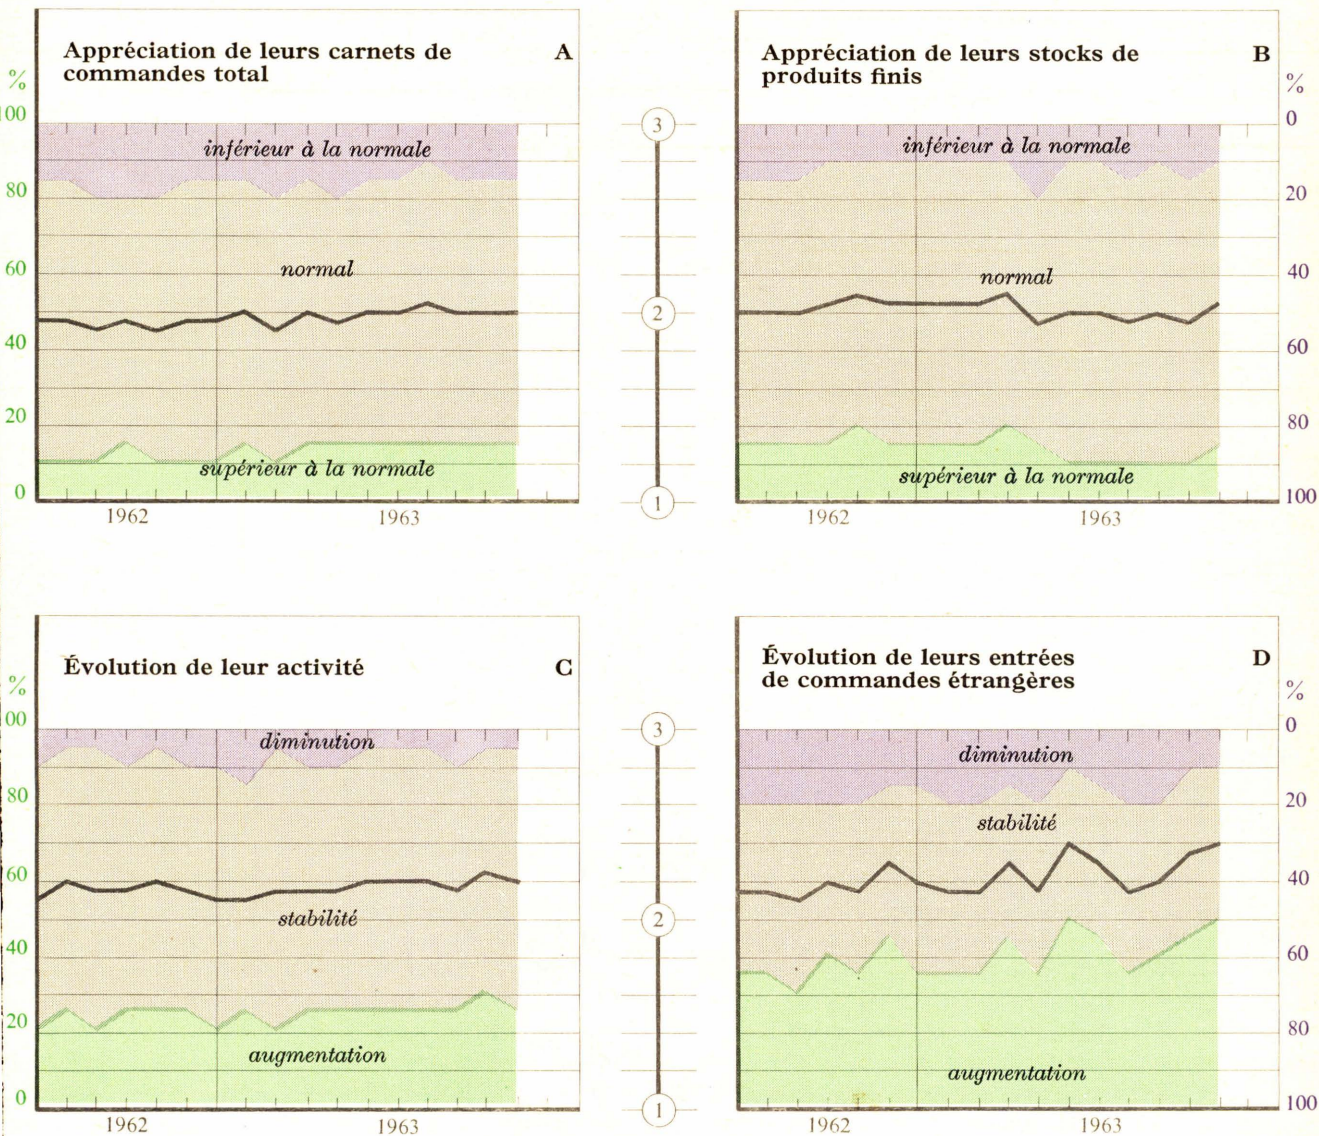 Appréciation de leurs carnets de
commandes total
A
%
100
80
60
40
20
0
inférieur à la normale
normal
supérieur à la normale
1962
1963
3
2
1
Appréciation de leurs stocks de
produits finis
B
%
0
20
40
60
80
100
inférieur à la normale
normal
supérieur à la normale
1962
1963
Évolution de leur activité
C
%
00
80
60
40
20
0
diminution
stabilité
augmentation
1962
1963
3
2
1
Évolution de leurs entrées
de commandes étrangères
D
%
0
20
40
60
80
100
diminution
stabilité
augmentation
1962
1963